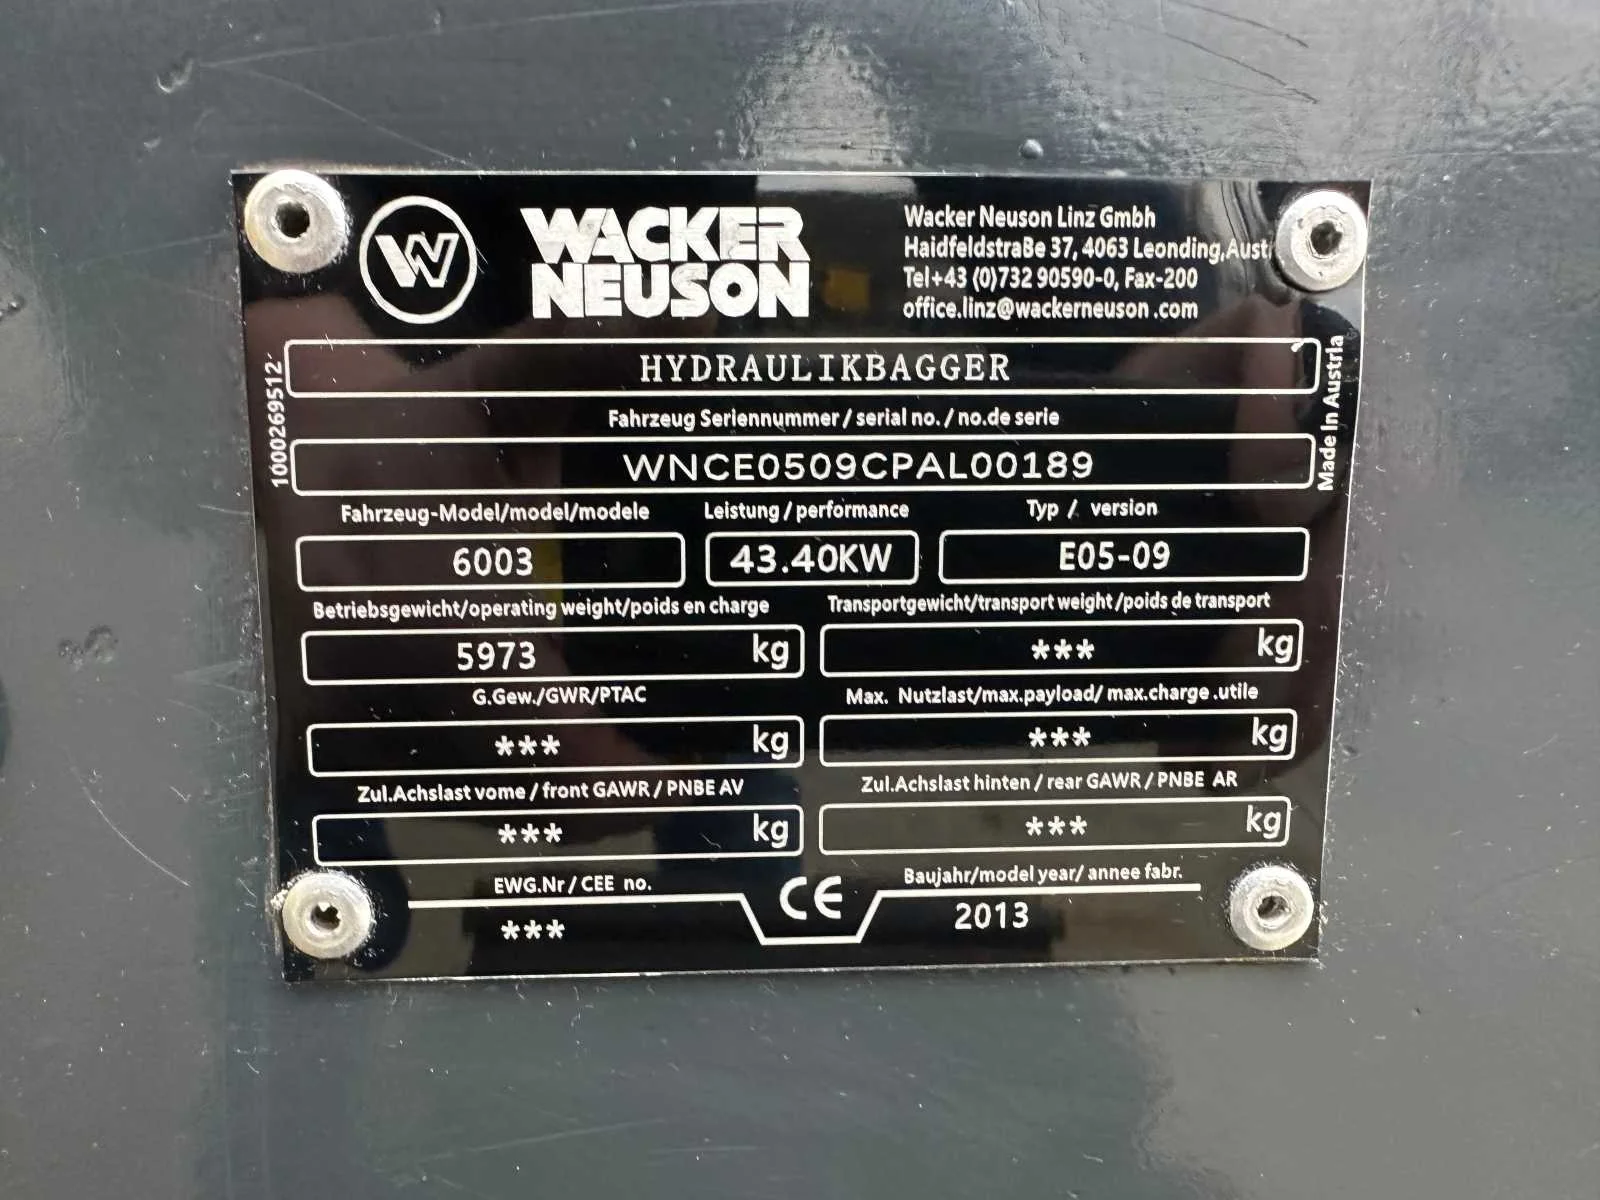 W
WACKER
NEUSON
Wacker Neuson Linz Gmbh
HaidfeldstraBe 37, 4063 Leonding, Aust
Tel+43 (0)732 90590-0, Fax-200
office.linz@wackerneuson .com
1000269512
HYDRAULIKBAGGER
Made In Austria
Fahrzeug Seriennummer / serial no. / no.de serie
WNCE0509CPAL00189
Fahrzeug-Model/model/modele
Leistung / performance
Typ / version
6003
43.40KW
E05-09
Betriebsgewicht/operating weight/poids en charge
Transportgewicht/transport weight /poids de transport
5973 kg
*** kg
G.Gew./GWR/PTAC
Max. Nutzlast/max.payload/ max.charge .utile
*** kg
*** kg
Zul.Achslast vome / front GAWR / PNBE AV
Zul.Achslast hinten / rear GAWR / PNBE AR
*** kg
*** kg
EWG.Nr / CEE no.
CE
Baujahr/model year/ annee fabr.
***
2013